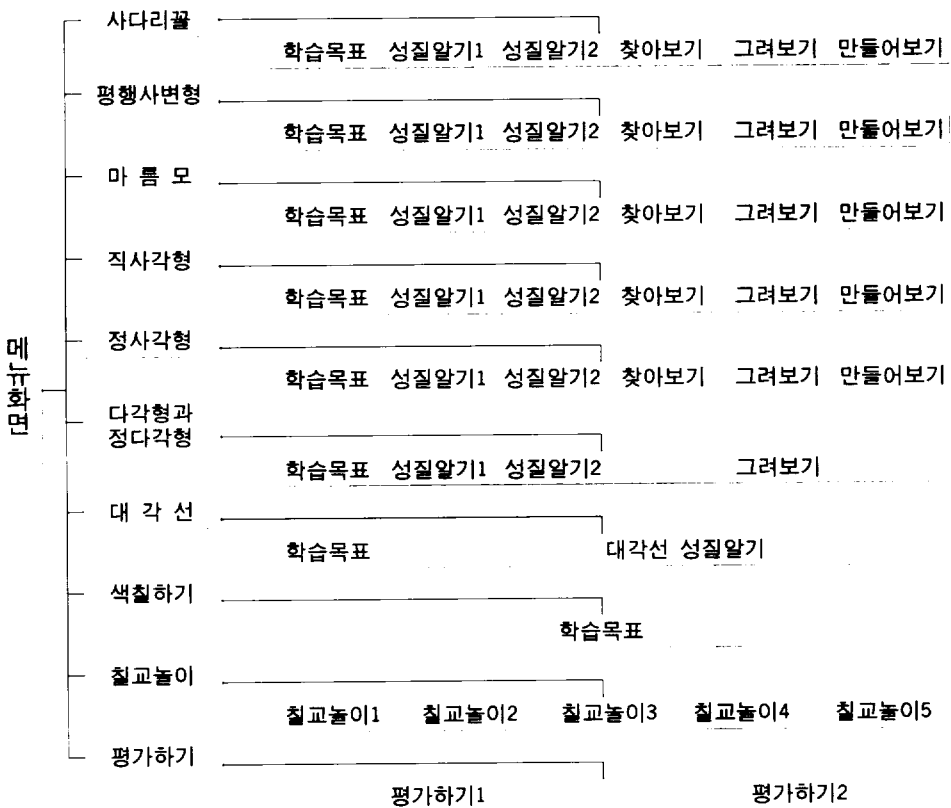 사다리꼴
학습목표 성질알기1 성질알기2 찾아보기 그려보기 만들어보기
평행사변형
학습목표 성질알기1 성질알기2 찾아보기 그려보기 만들어보기
마 름 모
학습목표 성질알기1 성질알기2 찾아보기 그려보기 만들어보기
직사각형
학습목표 성질알기1 성질알기2 찾아보기 그려보기 만들어보기
정사각형
학습목표 성질알기1 성질알기2 찾아보기 그려보기 만들어보기
메뉴화면
다각형과
정다각형
학습목표 성질알기1 성질알기2 그려보기
대 각 선
학습목표 대각선 성질알기
색칠하기
학습목표
칠교놀이
칠교놀이1 칠교놀이2 칠교놀이3 칠교놀이4 칠교놀이5
평가하기
평가하기1 평가하기2